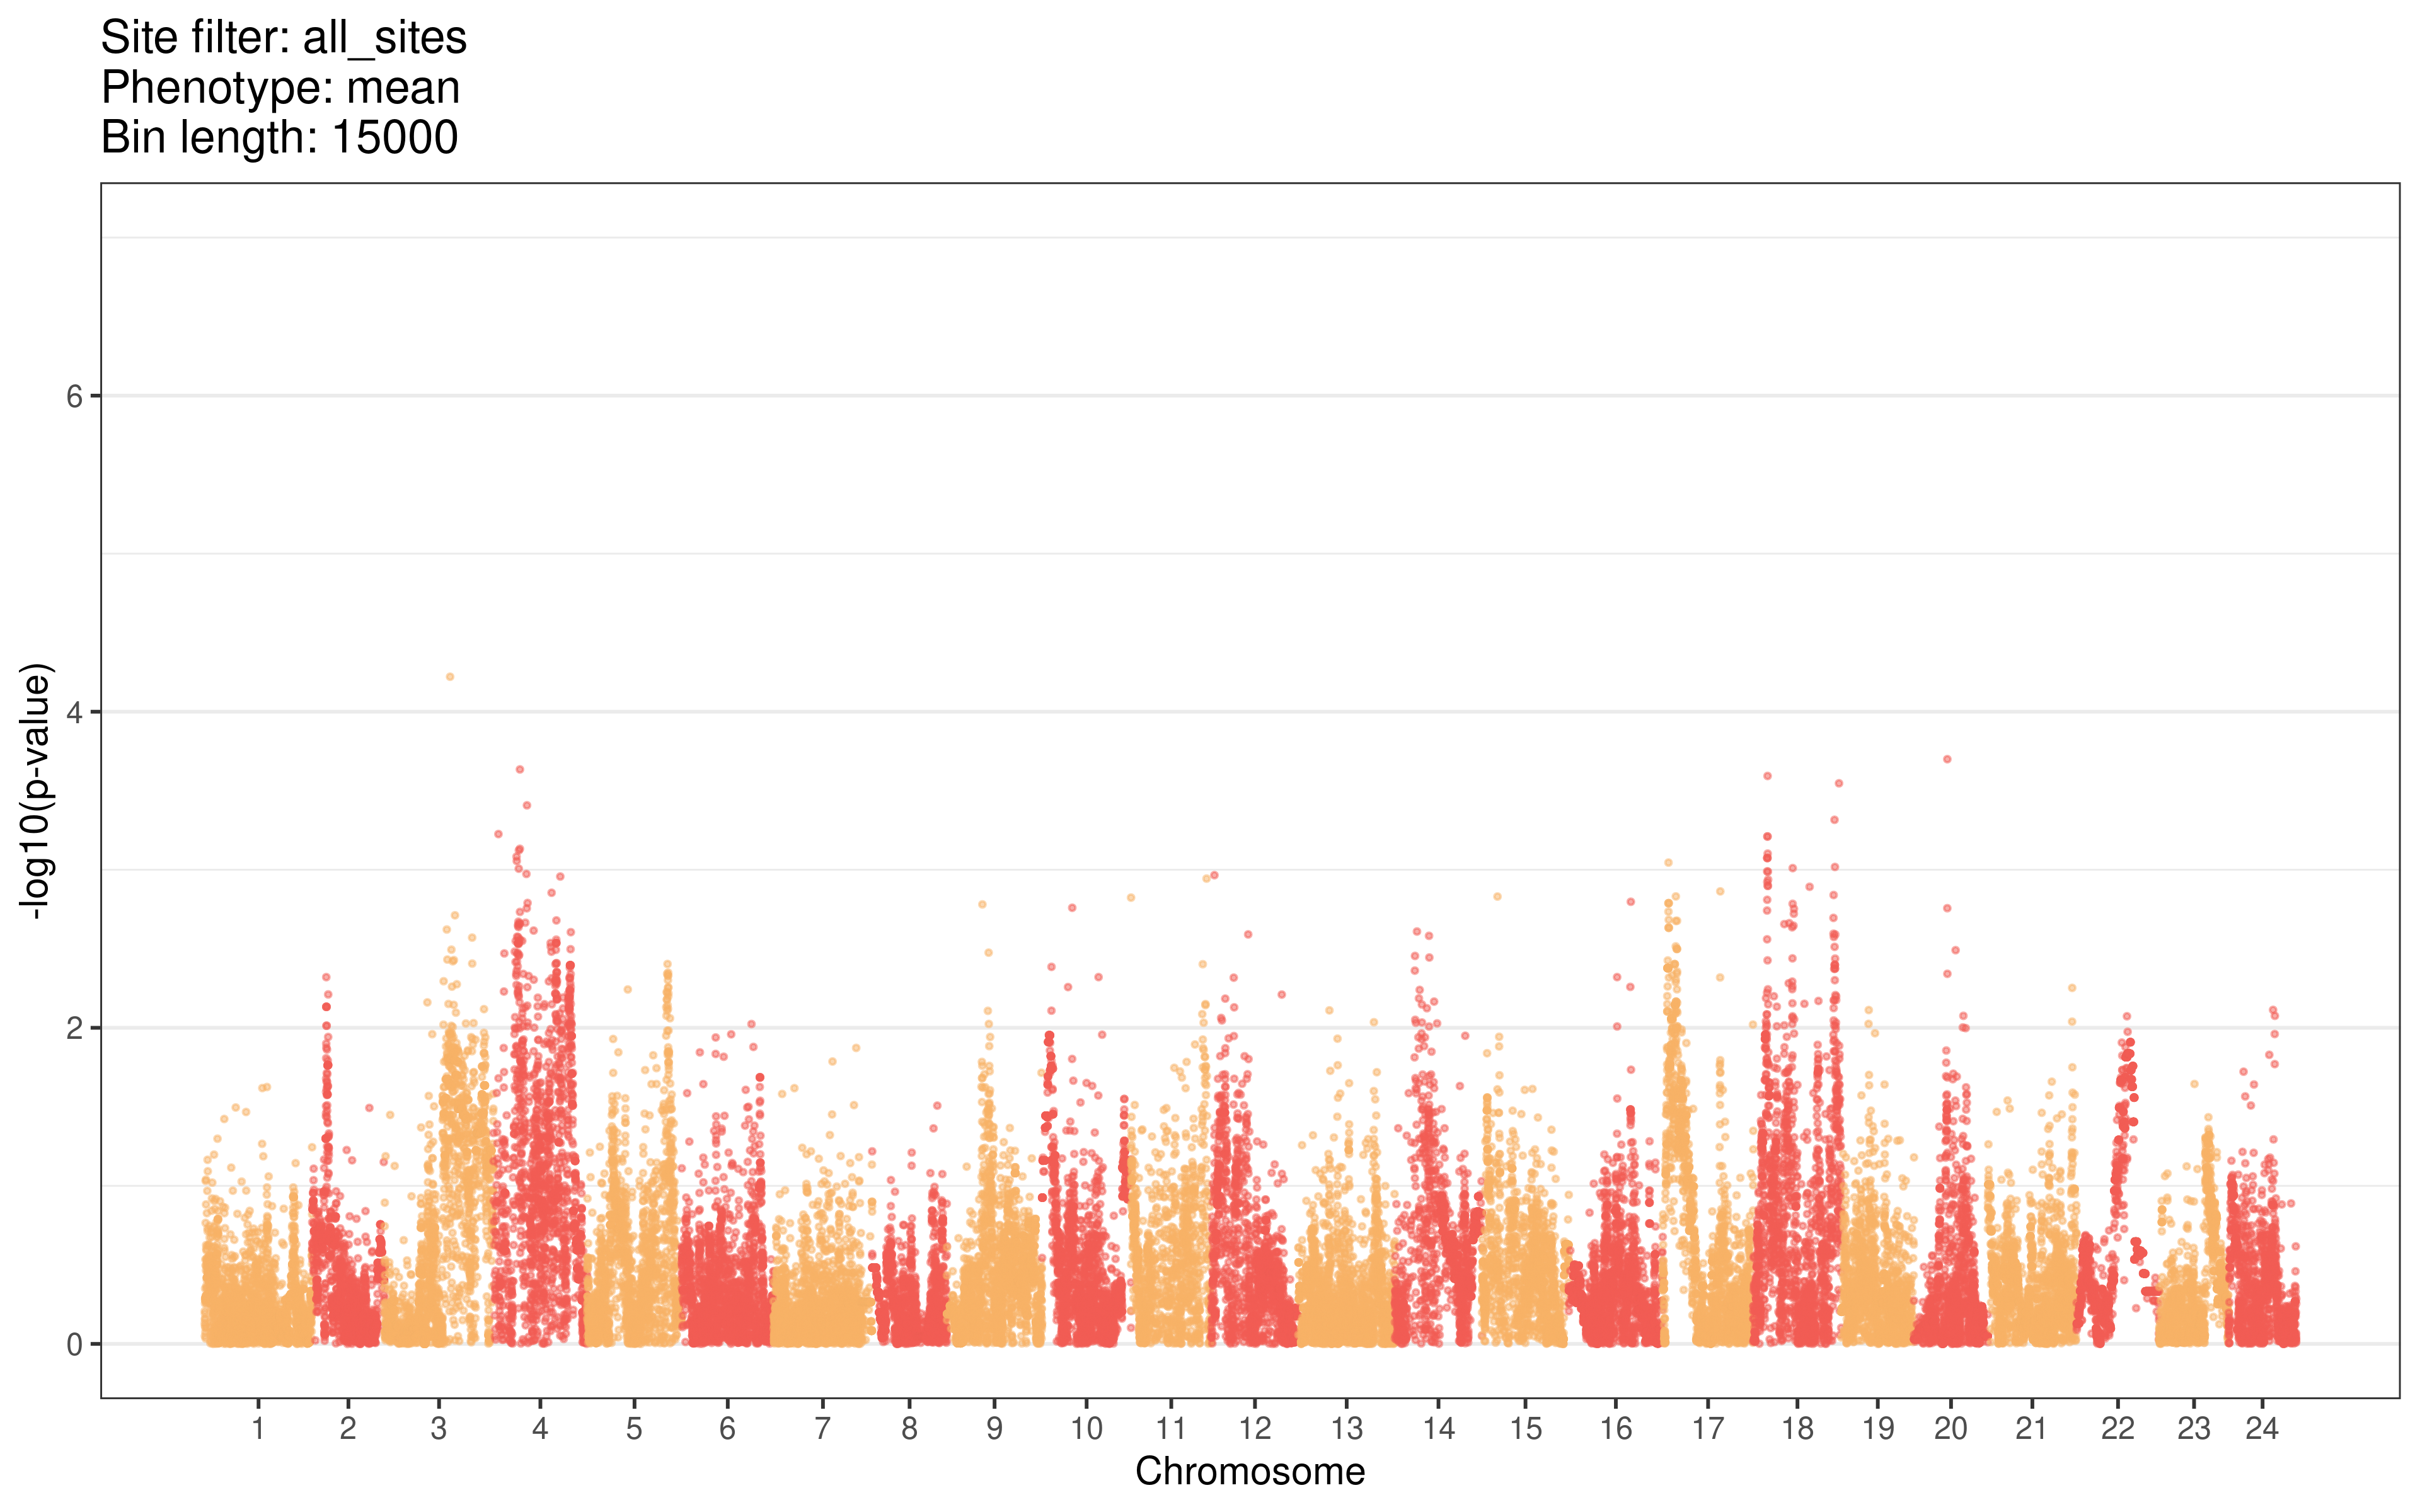 Site filter: all_sites
Phenotype: mean
Bin length: 15000
-log10(p-value)
6
4
2
0
1 2 3 4 5 6 7 8 9 10 11 12 13 14 15 16 17 18 19 20 21 22 23 24
Chromosome